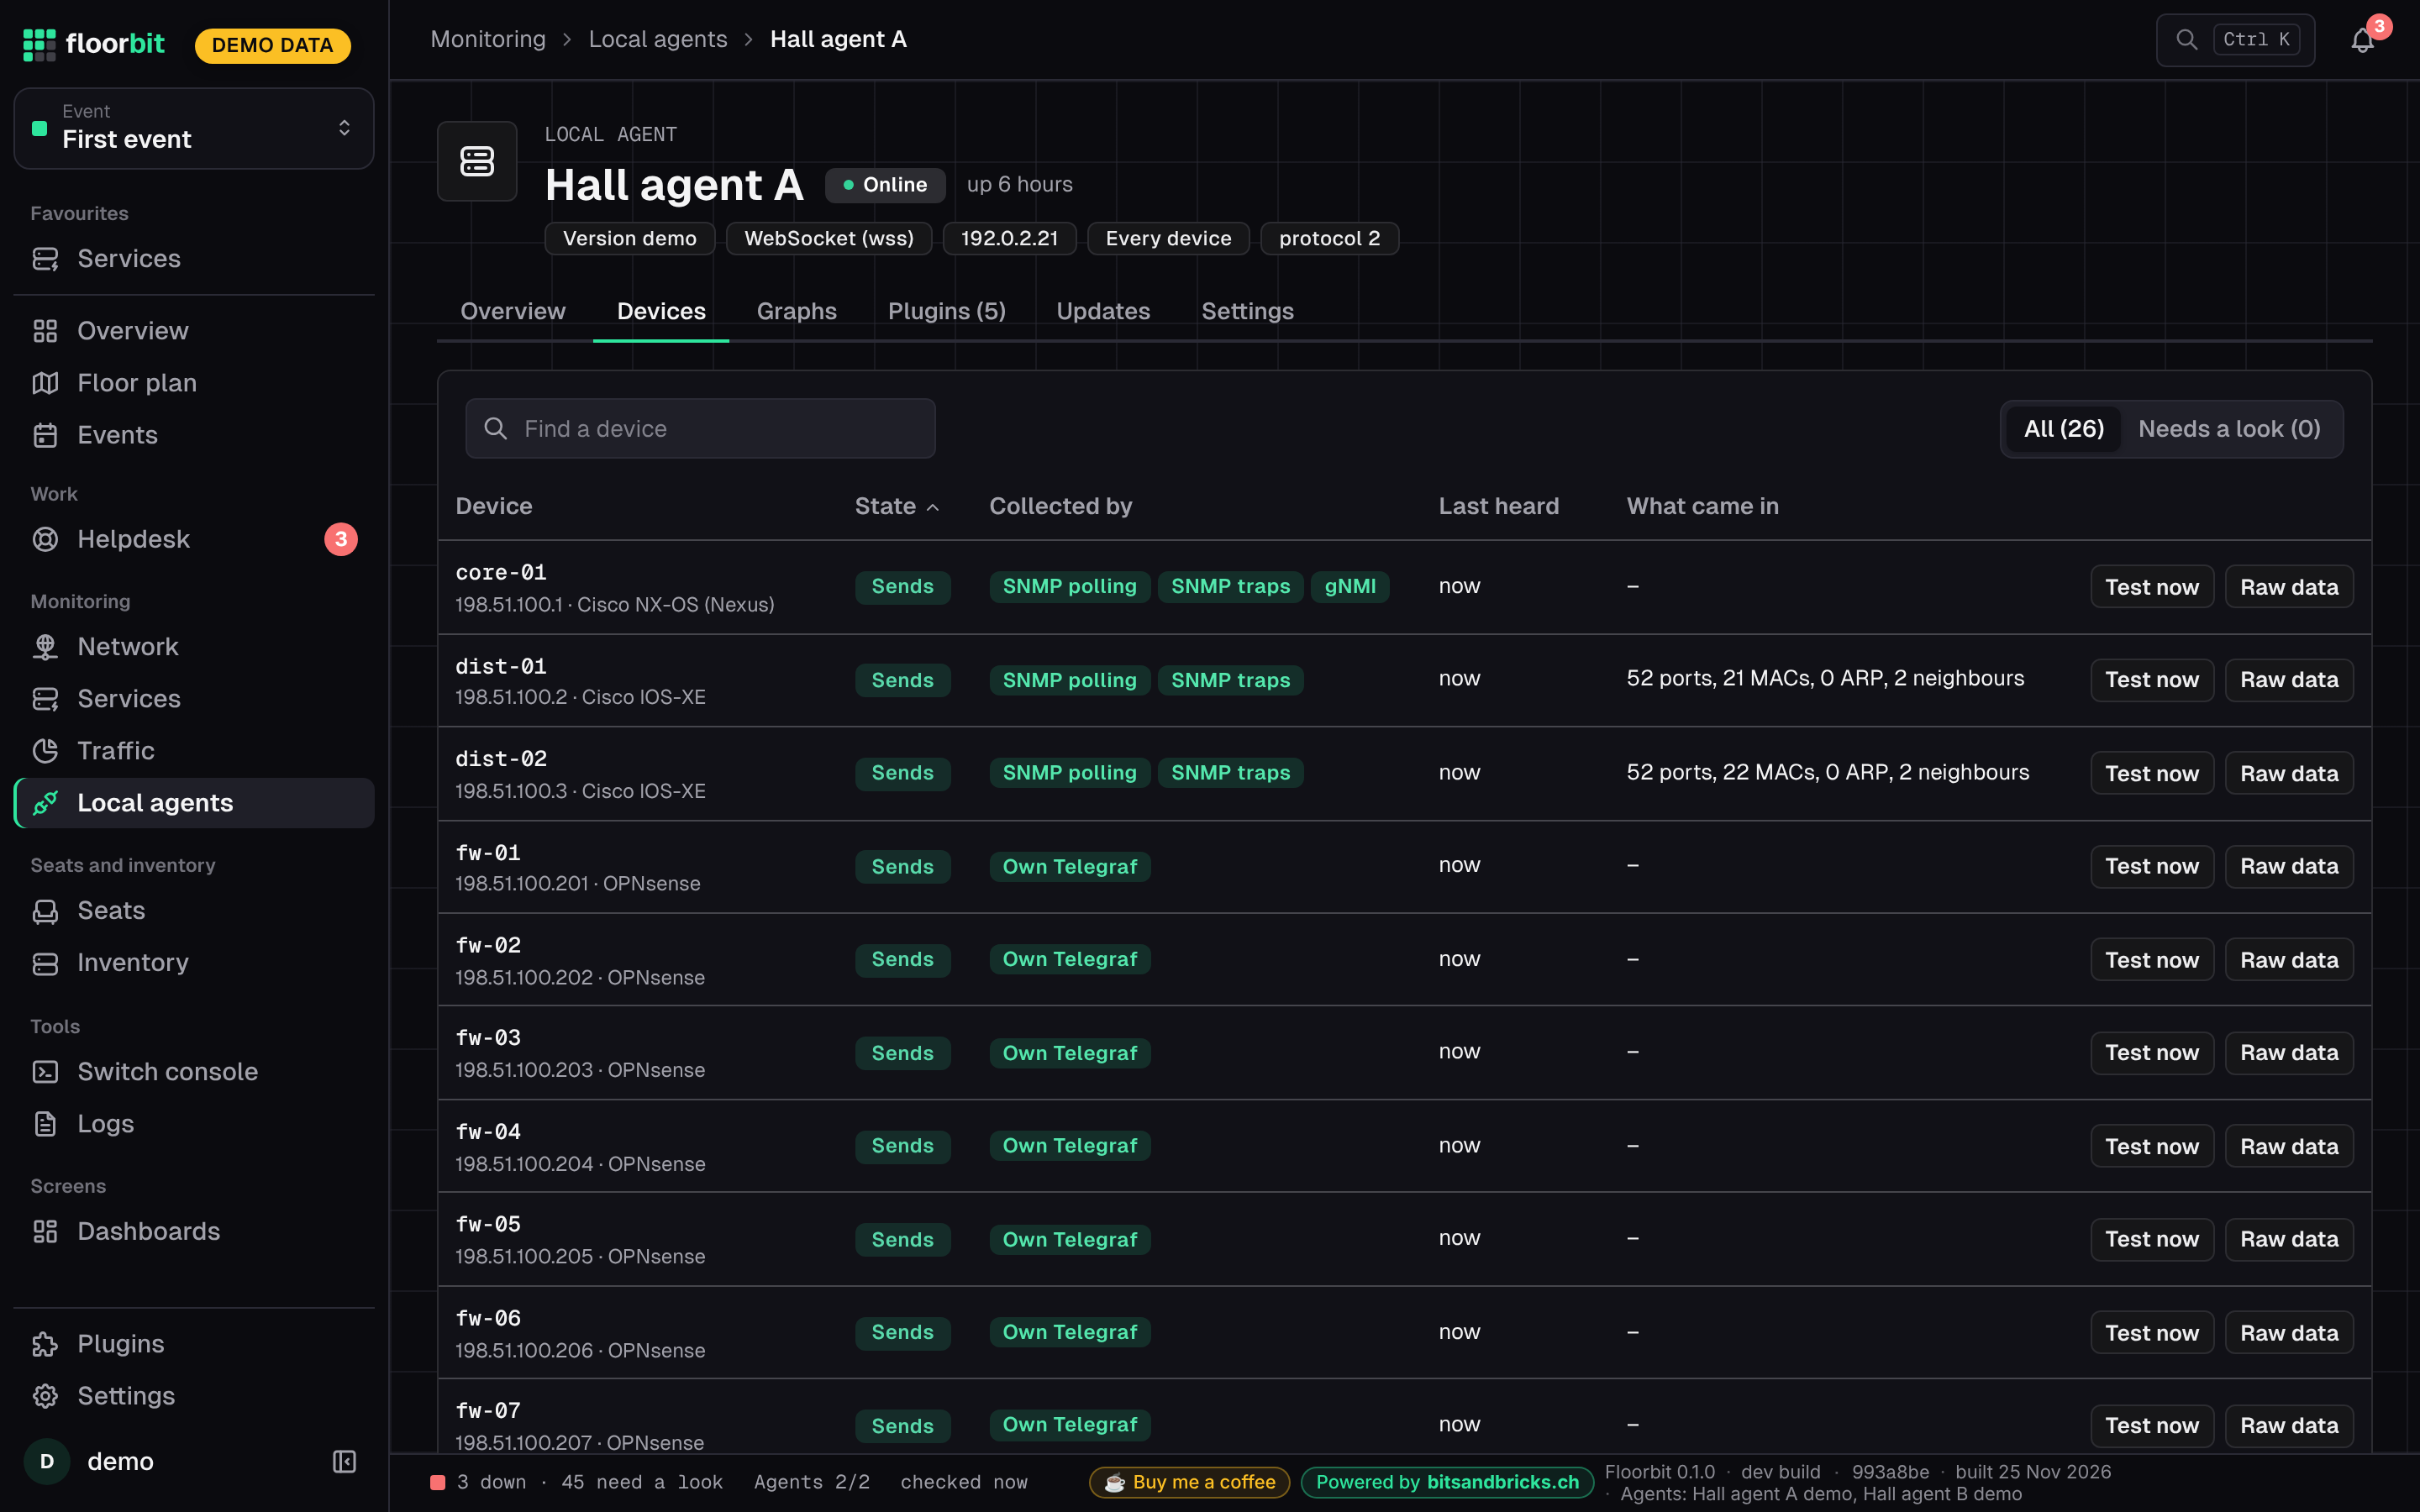 floorbit DEMO DATA
Event
First event
Favourites
Services
Overview
Floor plan
Events
Work
Helpdesk 3
Monitoring
Network
Services
Traffic
Local agents
Seats and inventory
Seats
Inventory
Tools
Switch console
Logs
Screens
Dashboards
Plugins
Settings
D demo
Monitoring > Local agents > Hall agent A
Ctrl K 3
LOCAL AGENT
Hall agent A Online up 6 hours
Version demo WebSocket (wss) 192.0.2.21 Every device protocol 2
Overview Devices Graphs Plugins (5) Updates Settings
Find a device All (26) Needs a look (0)
Device State Collected by Last heard What came in
core-01
198.51.100.1 · Cisco NX-OS (Nexus) Sends SNMP polling SNMP traps gNMI now – Test now Raw data
dist-01
198.51.100.2 · Cisco IOS-XE Sends SNMP polling SNMP traps now 52 ports, 21 MACs, 0 ARP, 2 neighbours Test now Raw data
dist-02
198.51.100.3 · Cisco IOS-XE Sends SNMP polling SNMP traps now 52 ports, 22 MACs, 0 ARP, 2 neighbours Test now Raw data
fw-01
198.51.100.201 · OPNsense Sends Own Telegraf now – Test now Raw data
fw-02
198.51.100.202 · OPNsense Sends Own Telegraf now – Test now Raw data
fw-03
198.51.100.203 · OPNsense Sends Own Telegraf now – Test now Raw data
fw-04
198.51.100.204 · OPNsense Sends Own Telegraf now – Test now Raw data
fw-05
198.51.100.205 · OPNsense Sends Own Telegraf now – Test now Raw data
fw-06
198.51.100.206 · OPNsense Sends Own Telegraf now – Test now Raw data
fw-07
198.51.100.207 · OPNsense Sends Own Telegraf now – Test now Raw data
3 down · 45 need a look Agents 2/2 checked now Buy me a coffee Powered by bitsandbricks.ch
Floorbit 0.1.0 · dev build · 993a8be · built 25 Nov 2026
· Agents: Hall agent A demo, Hall agent B demo